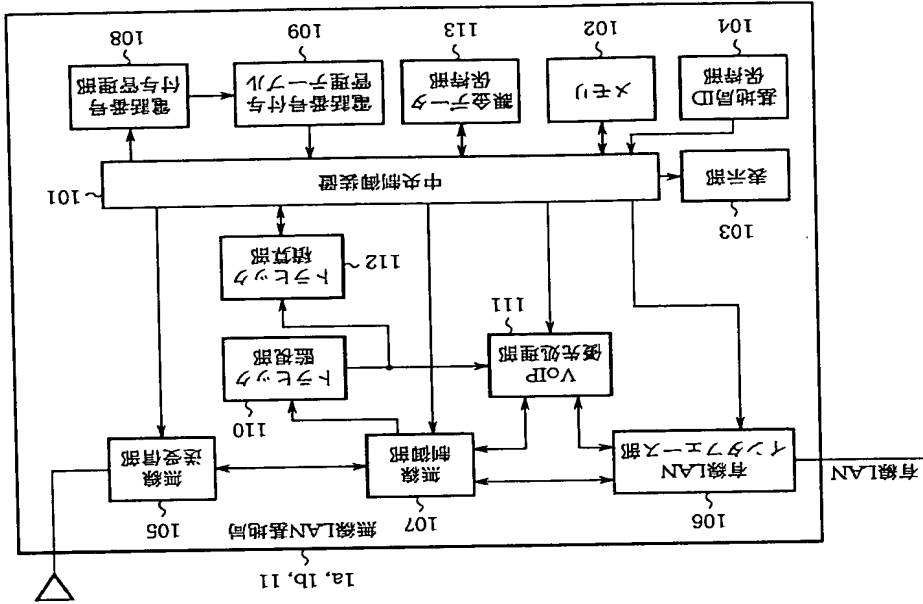 1a, 1b, 11
無線LAN基地局
有線LAN
106
有線LAN
インタフェース部
107
無線
制御部
105
無線
送受信部
110
トラヒック
監視部
VoIP
優先処理部
111
トラヒック
積算部
112
103
表示部
中央制御装置
101
基地局ID
保持部
104
メモリ
102
課金データ
保持部
113
電話番号付与
管理テーブル
109
電話番号
付与管理部
108